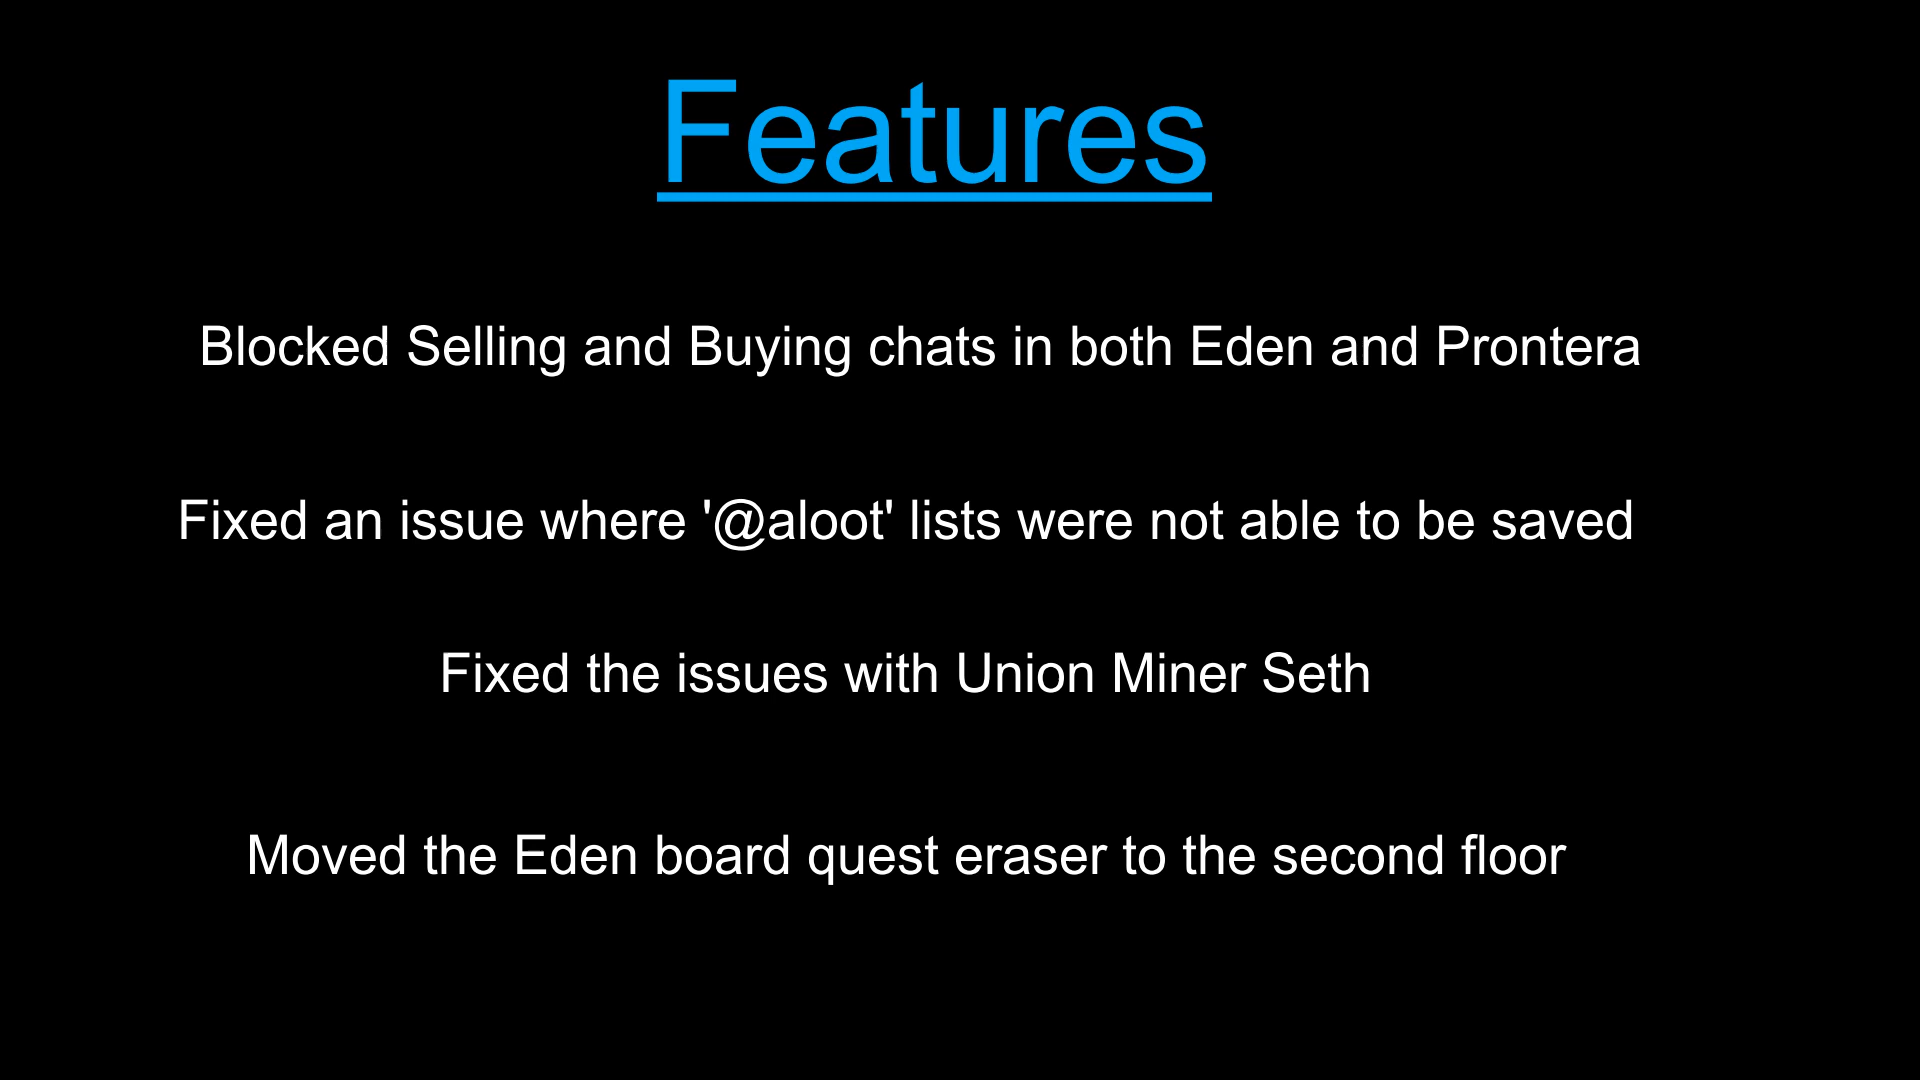 Features
Blocked Selling and Buying chats in both Eden and Prontera
Fixed an issue where '@aloot' lists were not able to be saved
Fixed the issues with Union Miner Seth
Moved the Eden board quest eraser to the second floor